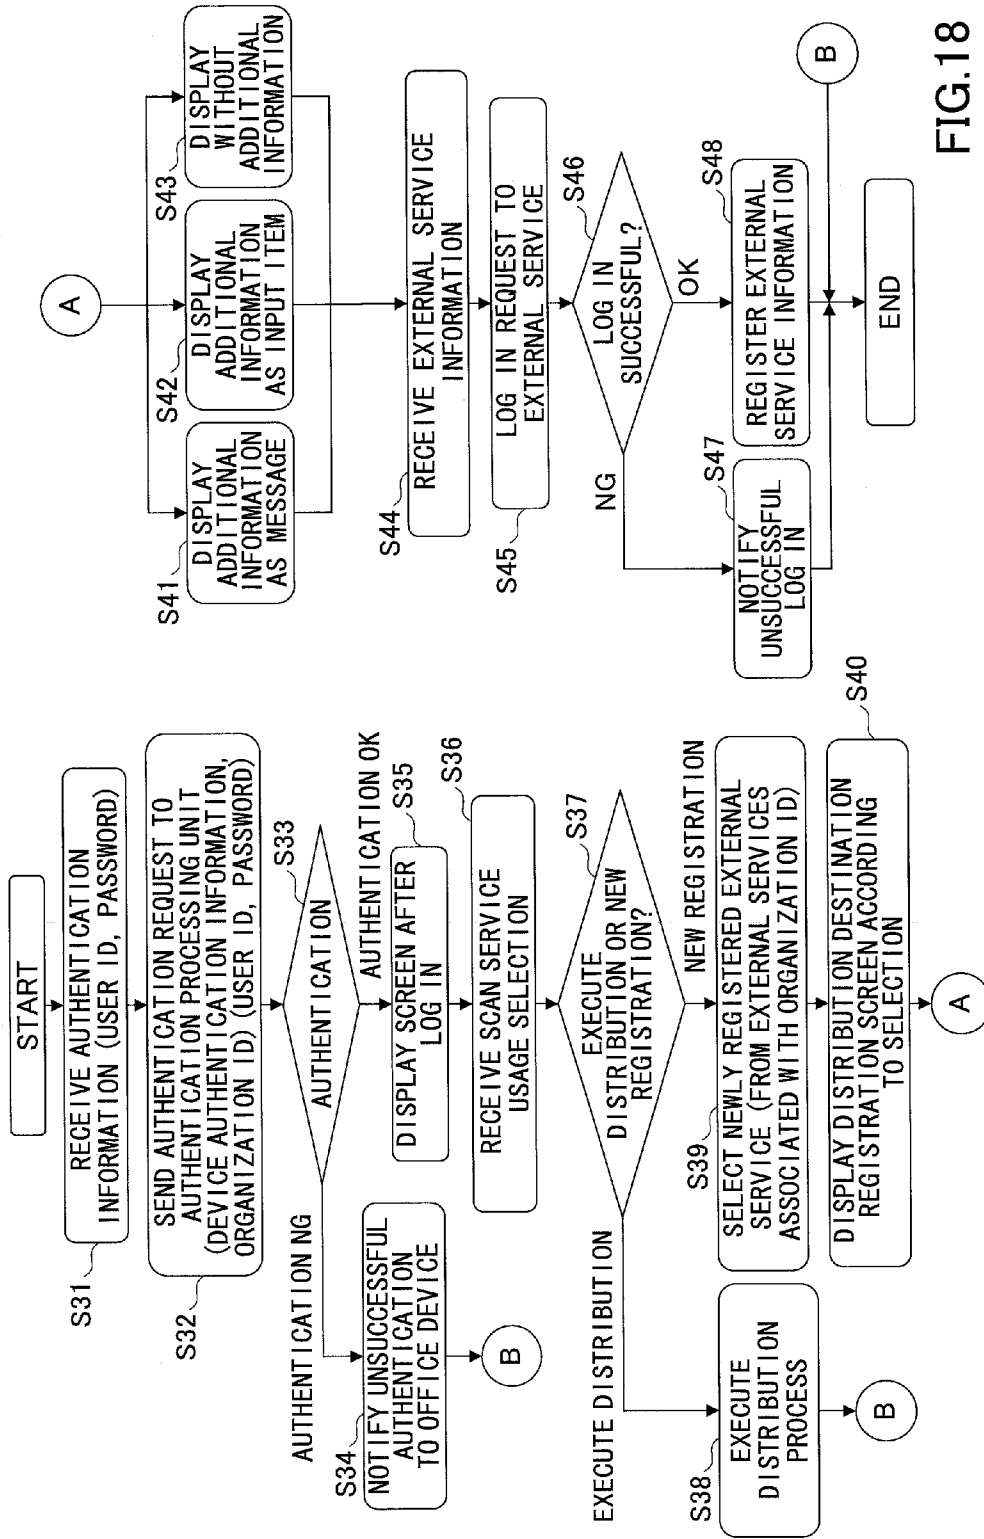 START
RECEIVE AUTHENTICATION
INFORMATION (USER ID, PASSWORD)
S31
SEND AUTHENTICATION REQUEST TO
AUTHENTICATION PROCESSING UNIT
(DEVICE AUTHENTICATION INFORMATION,
ORGANIZATION ID) (USER ID, PASSWORD)
S32
AUTHENTICATION
S33
AUTHENTICATION NG
AUTHENTICATION OK
S34
NOTIFY UNSUCCESSFUL
AUTHENTICATION
TO OFFICE DEVICE
B
S35
DISPLAY SCREEN AFTER
LOG IN
S36
RECEIVE SCAN SERVICE
USAGE SELECTION
S37
EXECUTE
DISTRIBUTION OR NEW
REGISTRATION?
EXECUTE DISTRIBUTION
NEW REGISTRATION
S38
EXECUTE
DISTRIBUTION
PROCESS
B
S39
SELECT NEWLY REGISTERED EXTERNAL
SERVICE (FROM EXTERNAL SERVICES
ASSOCIATED WITH ORGANIZATION ID)
S40
DISPLAY DISTRIBUTION DESTINATION
REGISTRATION SCREEN ACCORDING
TO SELECTION
A
A
S41
DISPLAY
ADDITIONAL
INFORMATION
AS MESSAGE
S42
DISPLAY
ADDITIONAL
INFORMATION
AS INPUT ITEM
S43
DISPLAY
WITHOUT
ADDITIONAL
INFORMATION
S44
RECEIVE EXTERNAL SERVICE
INFORMATION
S45
LOG IN REQUEST TO
EXTERNAL SERVICE
S46
LOG IN
SUCCESSFUL?
NG
OK
S47
NOTIFY
UNSUCCESSFUL
LOG IN
S48
REGISTER EXTERNAL
SERVICE INFORMATION
B
END
FIG.18